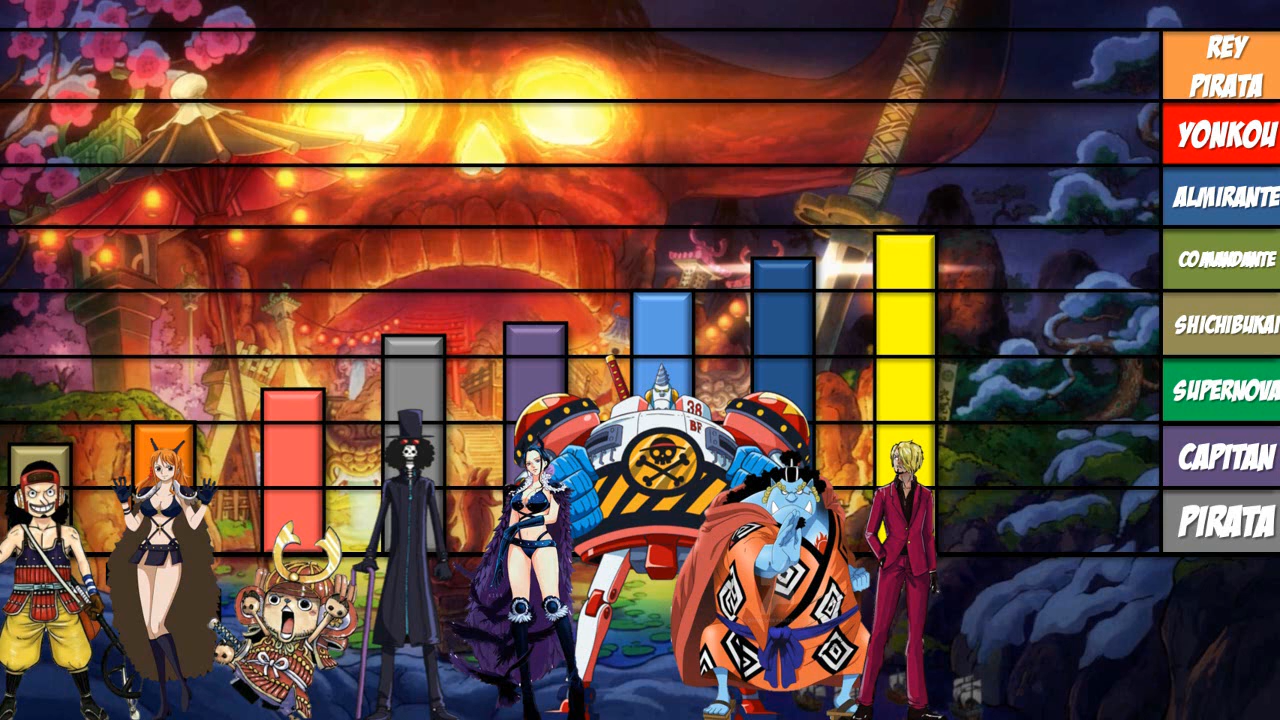 REY
PIRATA
YONKOU
ALMIRANTE
COMANDANTE
SHICHIBUKAI
SUPERNOVA
CAPITAN
PIRATA
38
BF